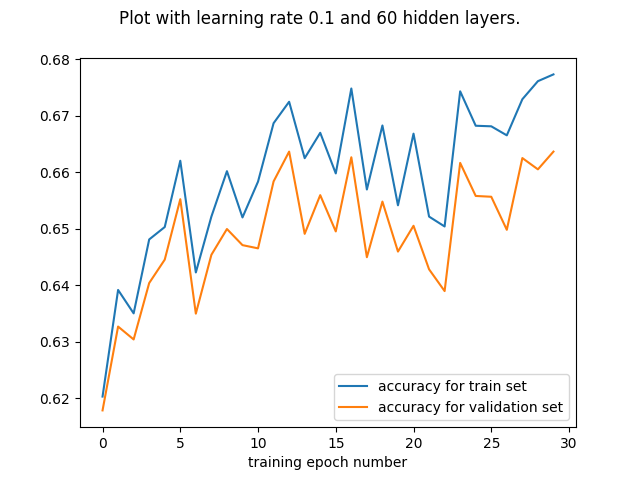 Plot with learning rate 0.1 and 60 hidden layers.
0.68
0.67
0.66
0.65
0.64
0.63
0.62
accuracy for train set
accuracy for validation set
0 5 10 15 20 25 30
training epoch number